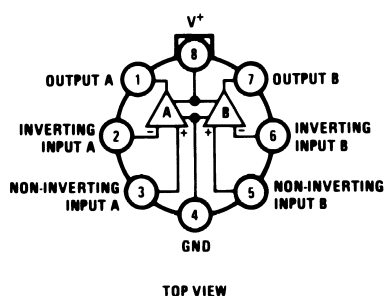 V+
8
OUTPUT A 1 7 OUTPUT B
A B
INVERTING INPUT A 2 - + + - 6 INVERTING INPUT B
NON-INVERTING INPUT A 3 5 NON-INVERTING INPUT B
4
GND
TOP VIEW